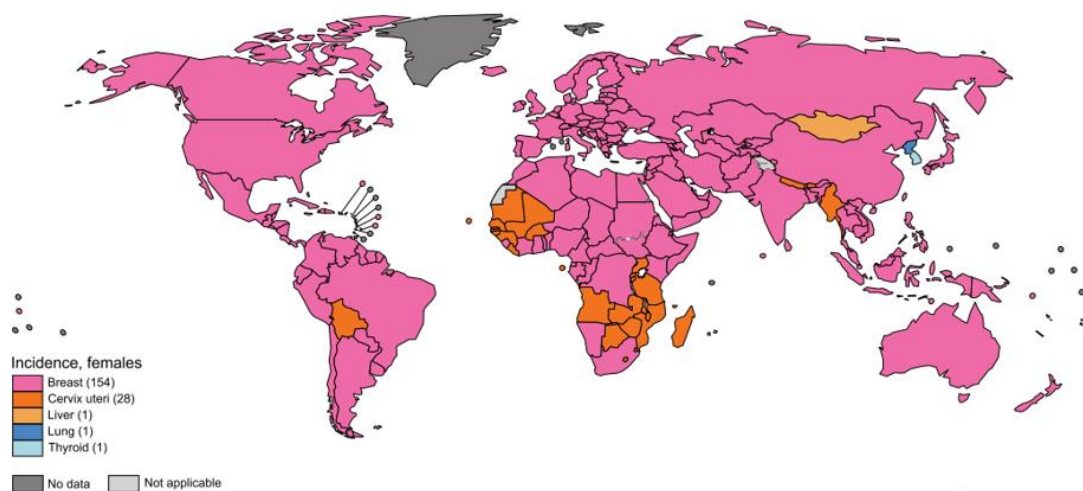 Incidence, females
Breast (154)
Cervix uteri (28)
Liver (1)
Lung (1)
Thyroid (1)
No data Not applicable